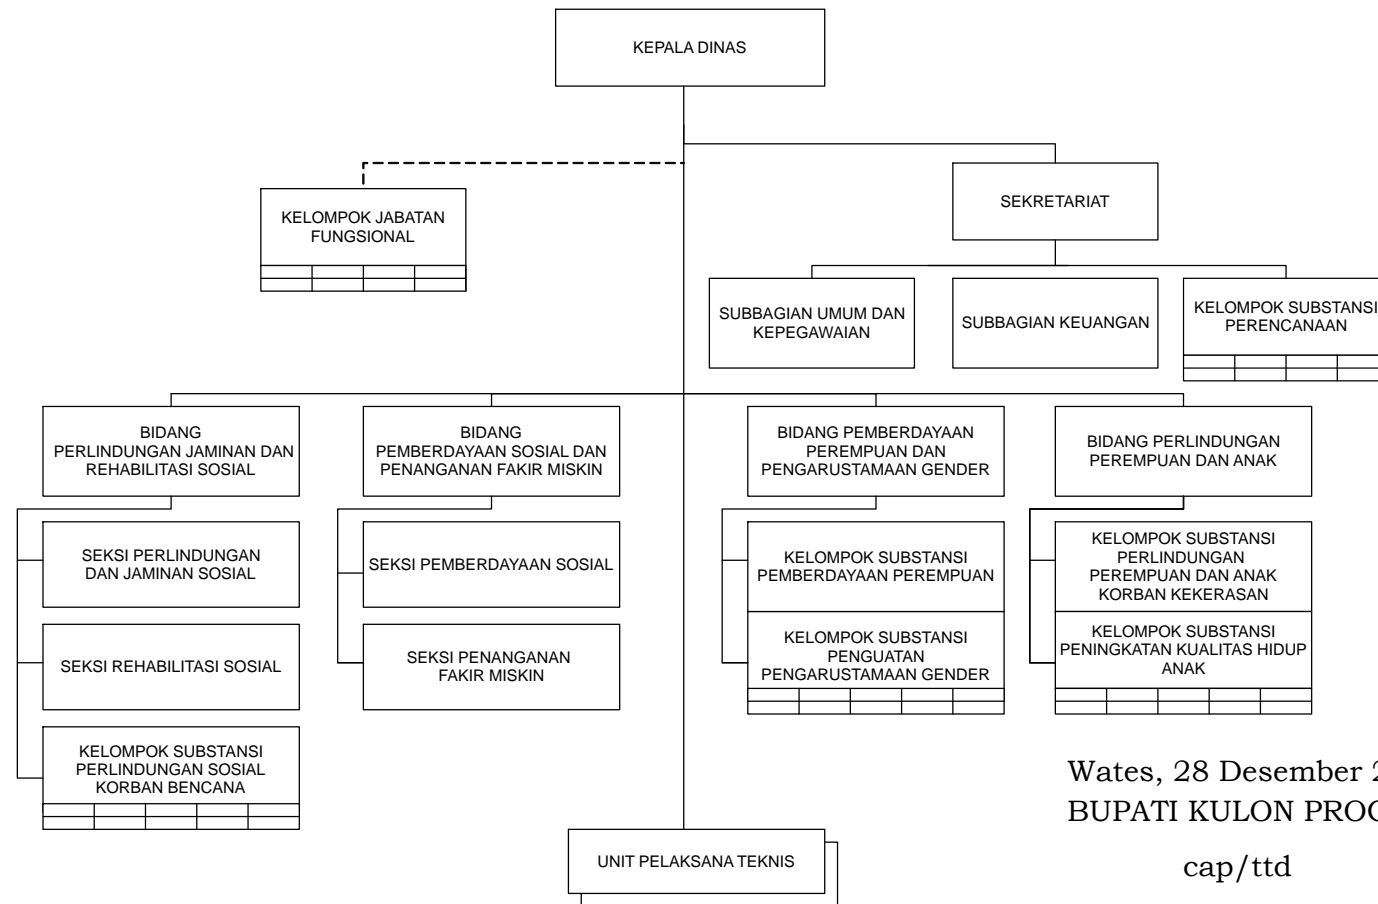 KEPALA DINAS
KELOMPOK JABATAN
FUNGSIONAL
SEKRETARIAT
SUBBAGIAN UMUM DAN
KEPEGAWAIAN
SUBBAGIAN KEUANGAN
KELOMPOK SUBSTANSI
PERENCANAAN
BIDANG
PERLINDUNGAN JAMINAN DAN
REHABILITASI SOSIAL
BIDANG
PEMBERDAYAAN SOSIAL DAN
PENANGANAN FAKIR MISKIN
BIDANG PEMBERDAYAAN
PEREMPUAN DAN
PENGARUSTAMAAN GENDER
BIDANG PERLINDUNGAN
PEREMPUAN DAN ANAK
SEKSI PERLINDUNGAN
DAN JAMINAN SOSIAL
SEKSI REHABILITASI SOSIAL
KELOMPOK SUBSTANSI
PERLINDUNGAN SOSIAL
KORBAN BENCANA
SEKSI PEMBERDAYAAN SOSIAL
SEKSI PENANGANAN
FAKIR MISKIN
KELOMPOK SUBSTANSI
PEMBERDAYAAN PEREMPUAN
KELOMPOK SUBSTANSI
PENGUATAN
PENGARUSTAMAAN GENDER
KELOMPOK SUBSTANSI
PERLINDUNGAN
PEREMPUAN DAN ANAK
KORBAN KEKERASAN
KELOMPOK SUBSTANSI
PENINGKATAN KUALITAS HIDUP
ANAK
UNIT PELAKSANA TEKNIS
Wates, 28 Desember
BUPATI KULON
cap/ttd